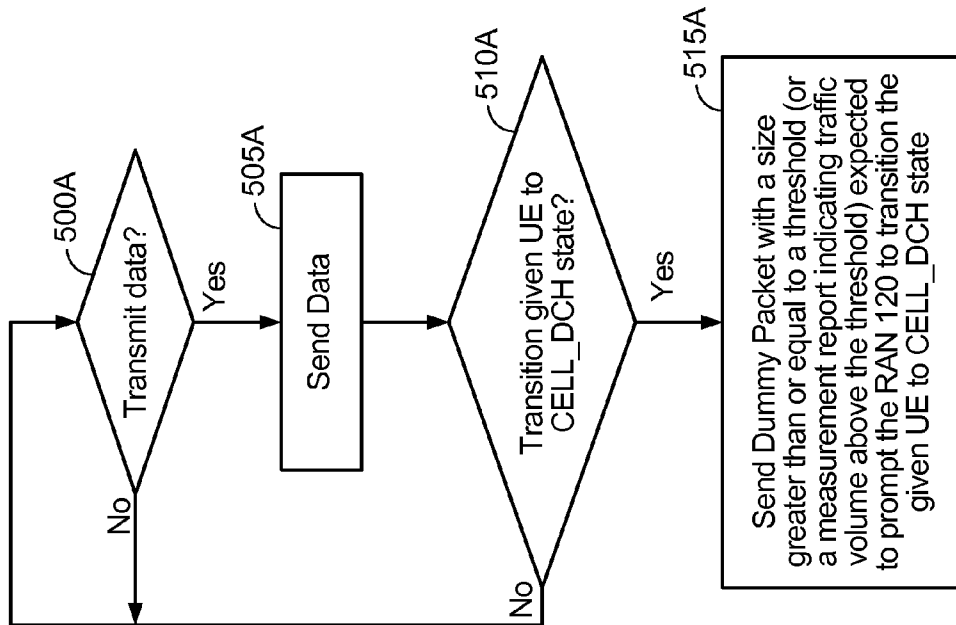 500A
Transmit data?
No
Yes
505A
Send Data
510A
Transition given UE to
CELL_DCH state?
No
Yes
515A
Send Dummy Packet with a size
greater than or equal to a threshold (or
a measurement report indicating traffic
volume above the threshold) expected
to prompt the RAN 120 to transition the
given UE to CELL_DCH state